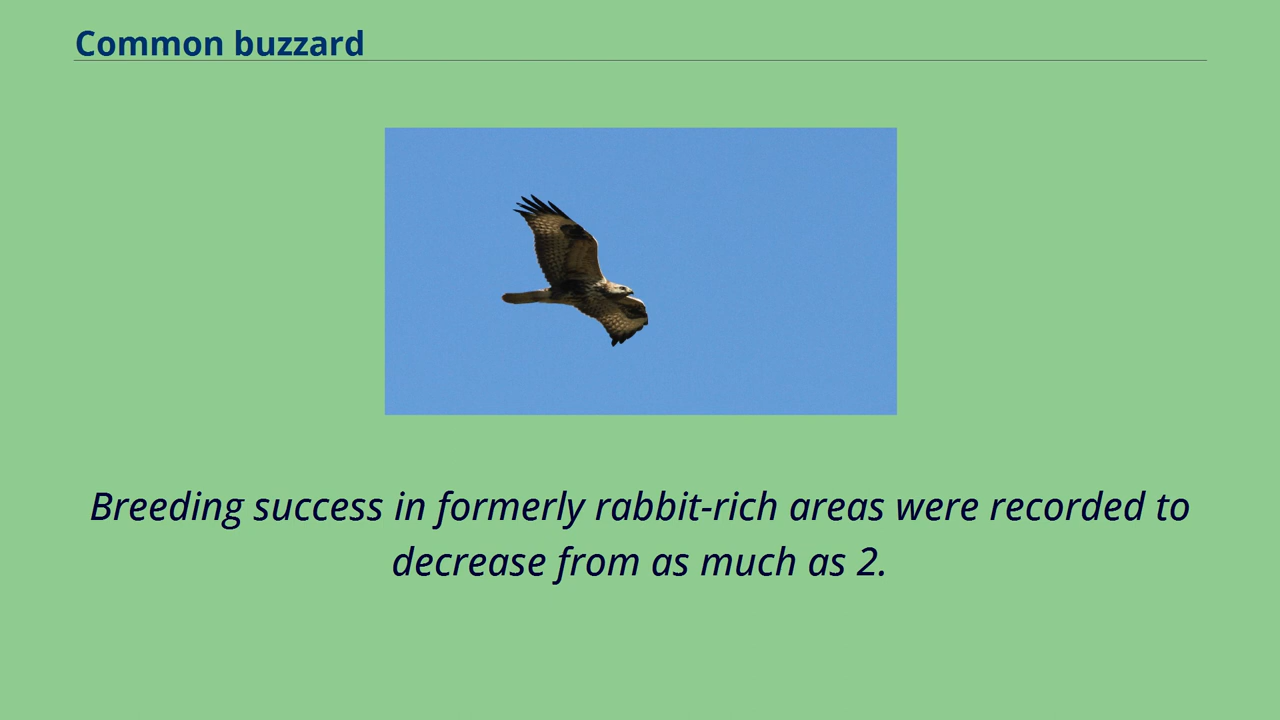 Common buzzard
Breeding success in formerly rabbit-rich areas were recorded to
decrease from as much as 2.